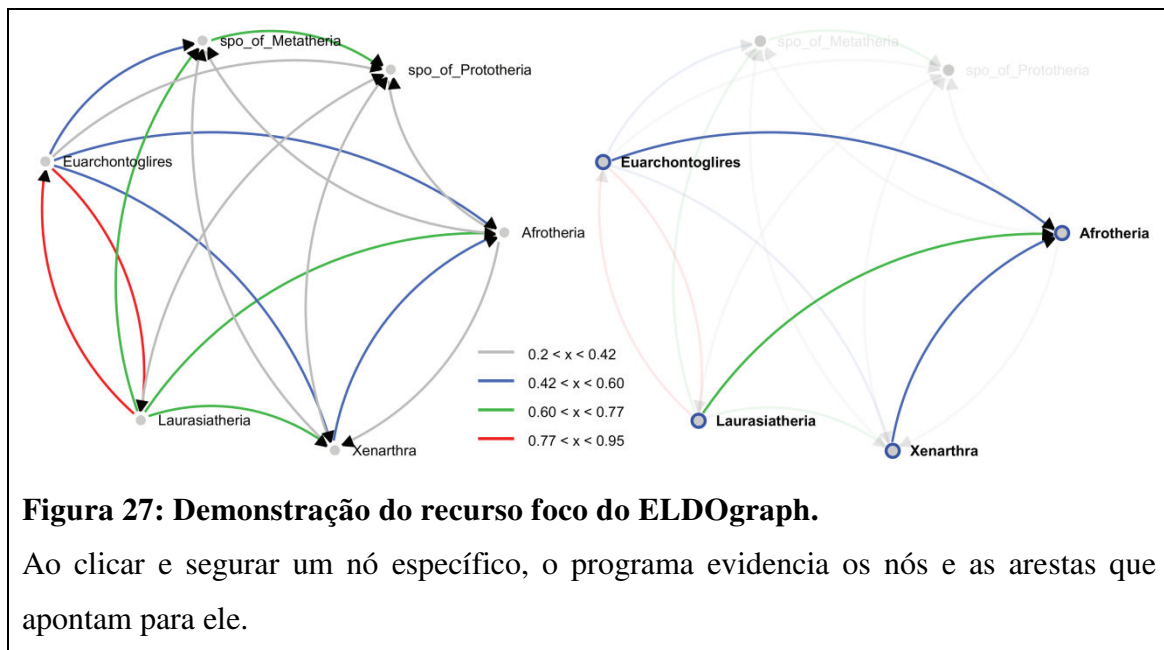 spo_of_Metatheria
spo_of_Prototheria
Euarchontoglires
Afrotheria
Laurasiatheria
Xenarthra
0.2 < x < 0.42
0.42 < x < 0.60
0.60 < x < 0.77
0.77 < x < 0.95
spo_of_Metatheria
spo_of_Prototheria
Euarchontoglires
Afrotheria
Laurasiatheria
Xenarthra
Figura 27: Demonstração do recurso foco do ELDOgraph.
Ao clicar e segurar um nó específico, o programa evidencia os nós e as arestas que
apontam para ele.